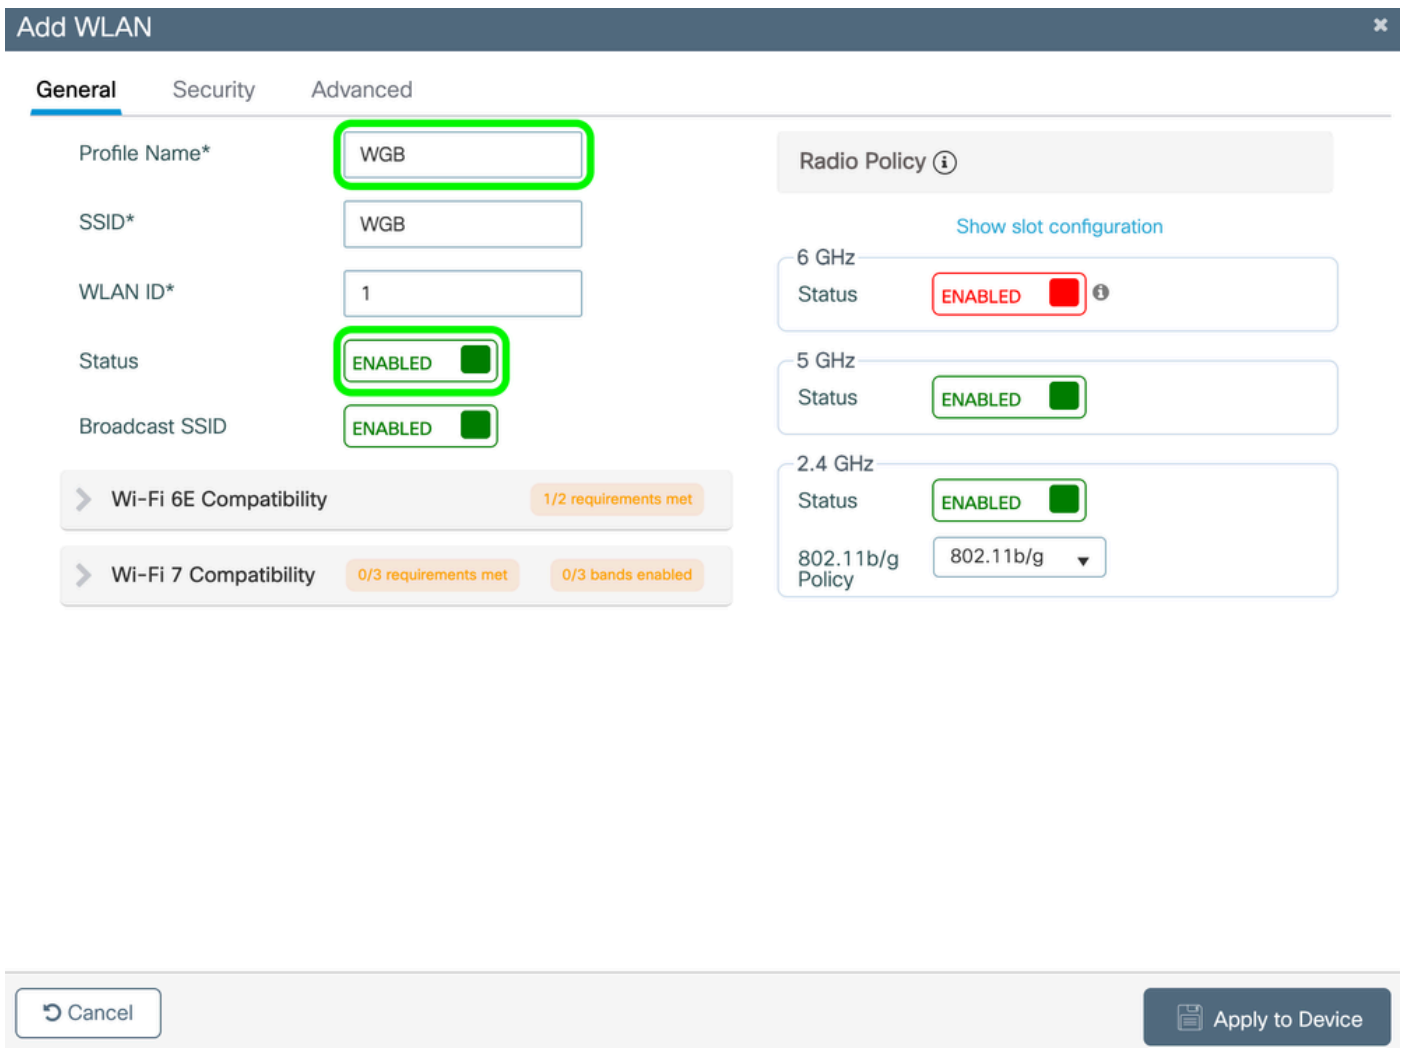 Add WLAN
General Security Advanced
Profile Name* WGB
SSID* WGB
WLAN ID* 1
Status ENABLED
Broadcast SSID ENABLED
Wi-Fi 6E Compatibility 1/2 requirements met
Wi-Fi 7 Compatibility 0/3 requirements met 0/3 bands enabled
Radio Policy
Show slot configuration
6 GHz
Status ENABLED
5 GHz
Status ENABLED
2.4 GHz
Status ENABLED
802.11b/g
Policy
802.11b/g
Cancel
Apply to Device